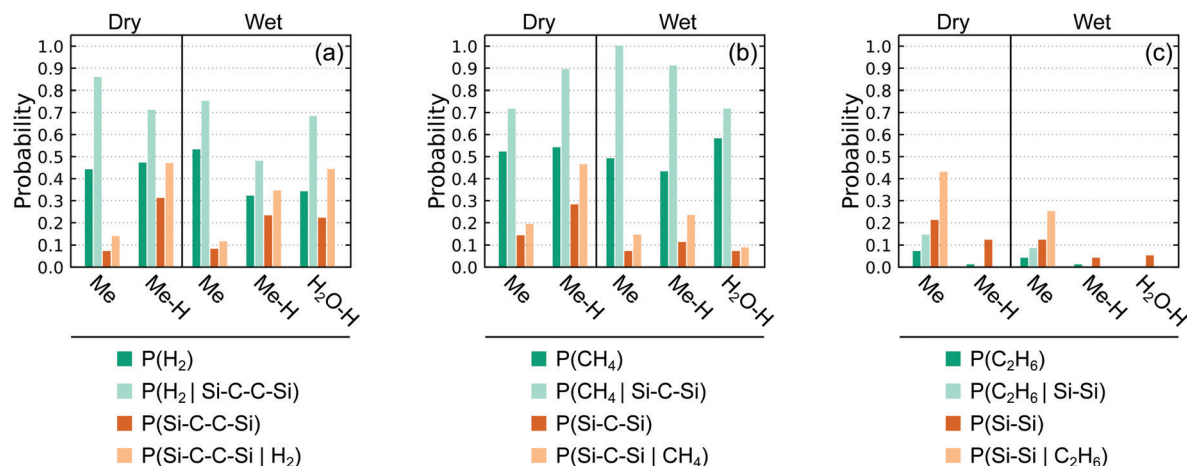 Dry Wet
(a)
Probability
1.0
0.9
0.8
0.7
0.6
0.5
0.4
0.3
0.2
0.1
0.0
Me Me-H Me Me-H H₂O-H
P(H₂)
P(H₂ | Si-C-C-Si)
P(Si-C-C-Si)
P(Si-C-C-Si | H₂)
Dry Wet
(b)
Probability
1.0
0.9
0.8
0.7
0.6
0.5
0.4
0.3
0.2
0.1
0.0
Me Me-H Me Me-H H₂O-H
P(CH₄)
P(CH₄ | Si-C-Si)
P(Si-C-Si)
P(Si-C-Si | CH₄)
Dry Wet
(c)
Probability
1.0
0.9
0.8
0.7
0.6
0.5
0.4
0.3
0.2
0.1
0.0
Me Me-H Me Me-H H₂O-H
P(C₂H₆)
P(C₂H₆ | Si-Si)
P(Si-Si)
P(Si-Si | C₂H₆)